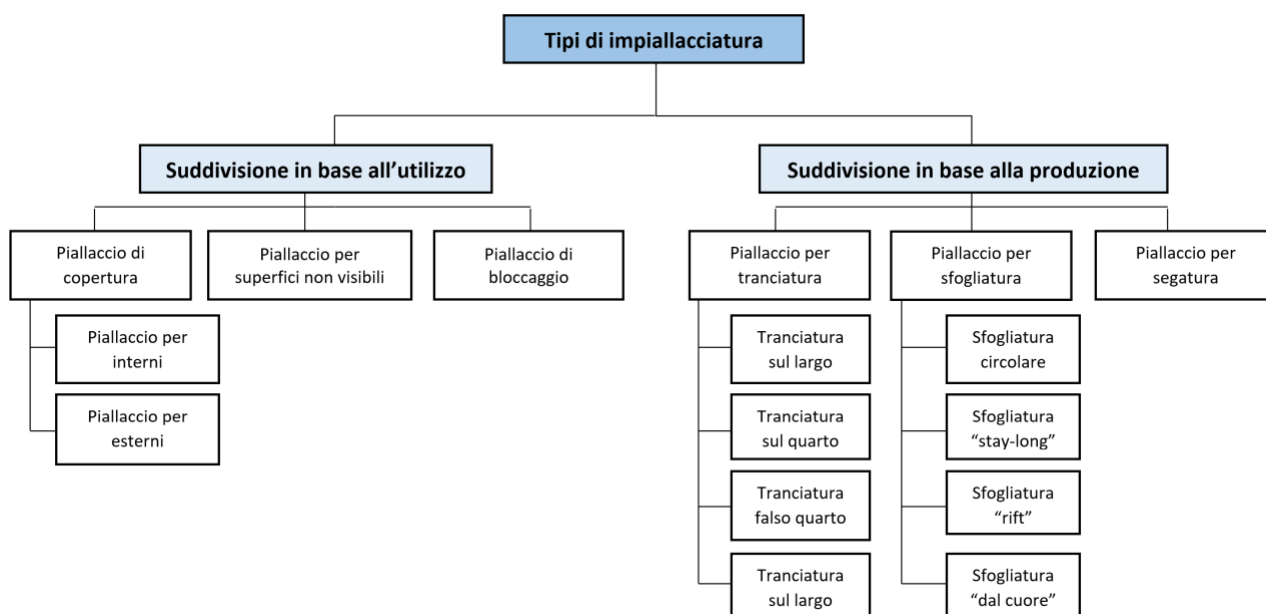 Tipi di impiallacciatura
Suddivisione in base all’utilizzo
Suddivisione in base alla produzione
Piallaccio di
copertura
Piallaccio per
superfici non visibili
Piallaccio di
bloccaggio
Piallaccio per
tranciatura
Piallaccio per
sfogliatura
Piallaccio per
segatura
Piallaccio per
interni
Piallaccio per
esterni
Tranciatura
sul largo
Tranciatura
sul quarto
Tranciatura
falso quarto
Tranciatura
sul largo
Sfogliatura
circolare
Sfogliatura
“stay-long”
Sfogliatura
“rift”
Sfogliatura
“dal cuore”